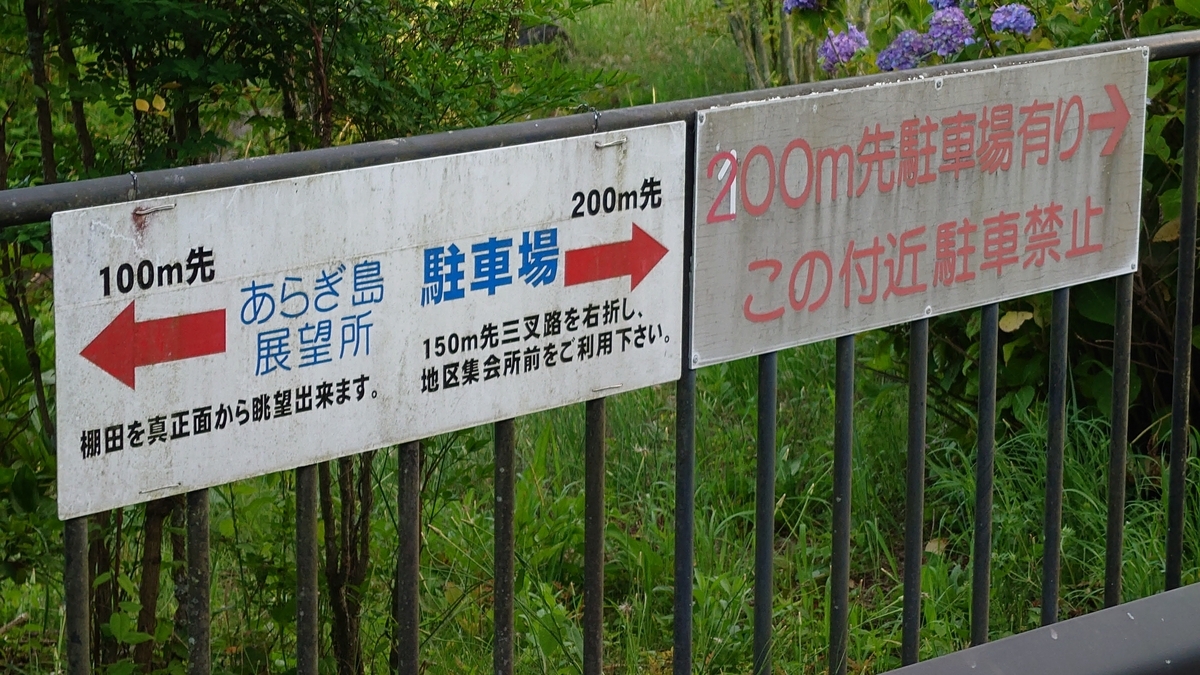 100m先
あらぎ島
展望所
棚田を真正面から眺望出来ます。
200m先
駐車場
150m先三叉路を右折し、
地区集会所前をご利用下さい。
200m先駐車場有り→
この付近駐車禁止